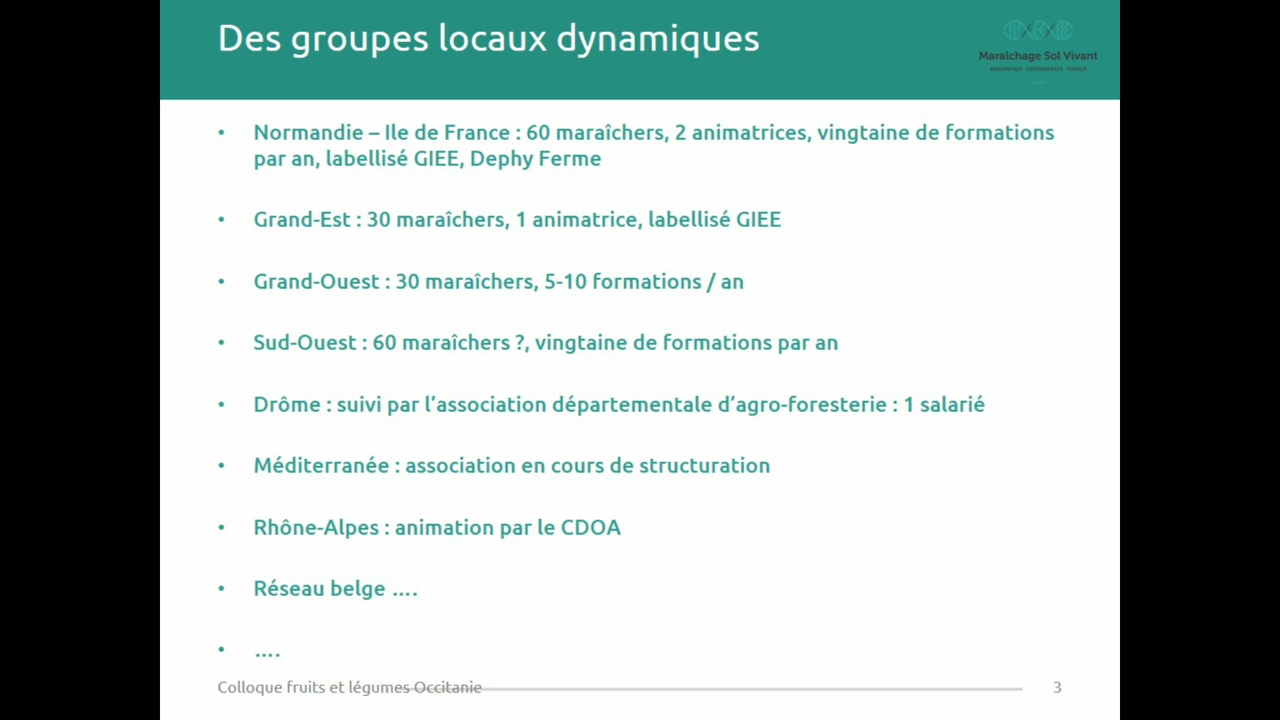 Des groupes locaux dynamiques
Maraîchage Sol Vivant
RENCONTRER · EXPÉRIMENTER · FORMER
• Normandie – Ile de France : 60 maraîchers, 2 animatrices, vingtaine de formations
par an, labellisé GIEE, Dephy Ferme
• Grand-Est : 30 maraîchers, 1 animatrice, labellisé GIEE
• Grand-Ouest : 30 maraîchers, 5-10 formations / an
• Sud-Ouest : 60 maraîchers ?, vingtaine de formations par an
• Drôme : suivi par l’association départementale d’agro-foresterie : 1 salarié
• Méditerranée : association en cours de structuration
• Rhône-Alpes : animation par le CDOA
• Réseau belge ….
• ….
Colloque fruits et légumes Occitanie
3